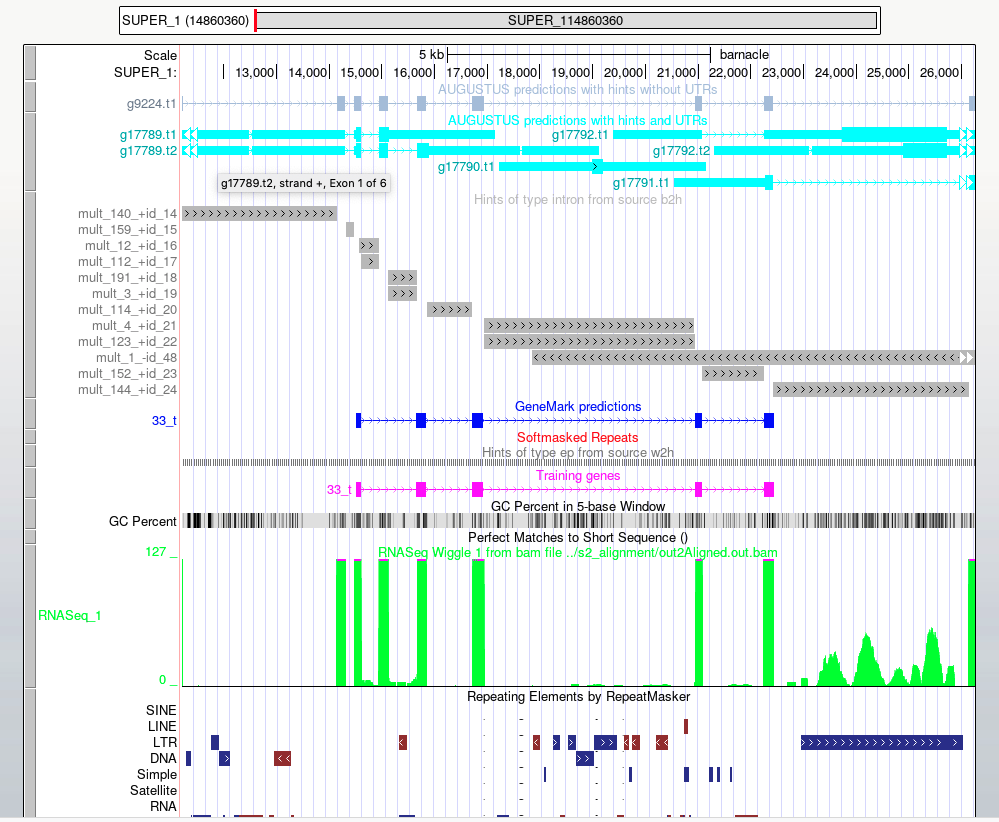 SUPER_1 (14860360) SUPER_114860360
Scale 5 kb barnacle
SUPER_1: 13,000 14,000 15,000 16,000 17,000 18,000 19,000 20,000 21,000 22,000 23,000 24,000 25,000 26,000
AUGUSTUS predictions with hints without UTRs
g9224.t1
AUGUSTUS predictions with hints and UTRs
g17789.t1 g17792.t1
g17789.t2 g17792.t2
g17790.t1
g17789.t2, strand +, Exon 1 of 6 g17791.t1
Hints of type intron from source b2h
mult_140_+id_14
mult_159_+id_15
mult_12_+id_16
mult_112_+id_17
mult_191_+id_18
mult_3_+id_19
mult_114_+id_20
mult_4_+id_21
mult_123_+id_22
mult_1_-id_48
mult_152_+id_23
mult_144_+id_24
GeneMark predictions
33_t
Softmasked Repeats
Hints of type ep from source w2h
Training genes
33_t
GC Percent in 5-base Window
GC Percent
Perfect Matches to Short Sequence ()
127 _ RNASeq Wiggle 1 from bam file ../s2_alignment/out2Aligned.out.bam
RNASeq_1
0 _
Repeating Elements by RepeatMasker
SINE
LINE
LTR
DNA
Simple
Satellite
RNA